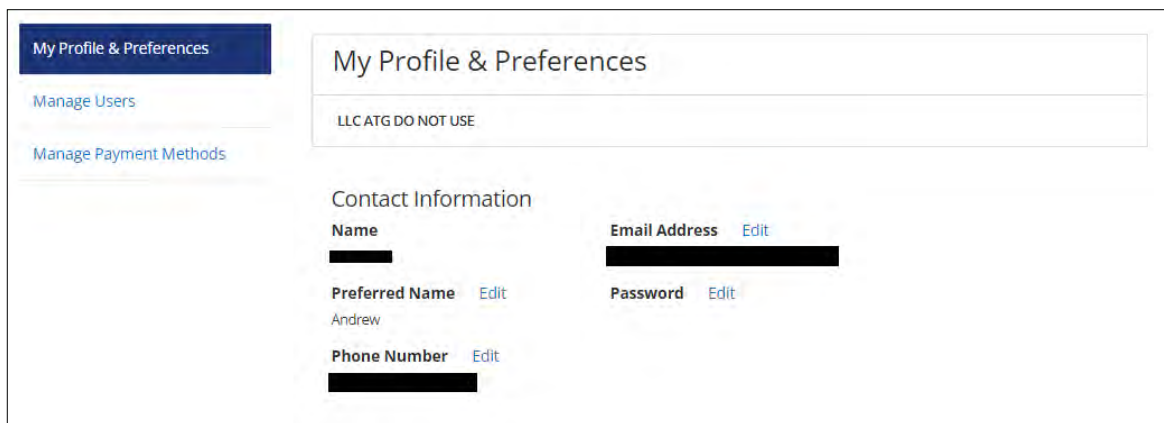 My Profile & Preferences
Manage Users
Manage Payment Methods
My Profile & Preferences
LLC ATG DO NOT USE
Contact Information
Name
Email Address Edit
Preferred Name Edit
Password Edit
Andrew
Phone Number Edit